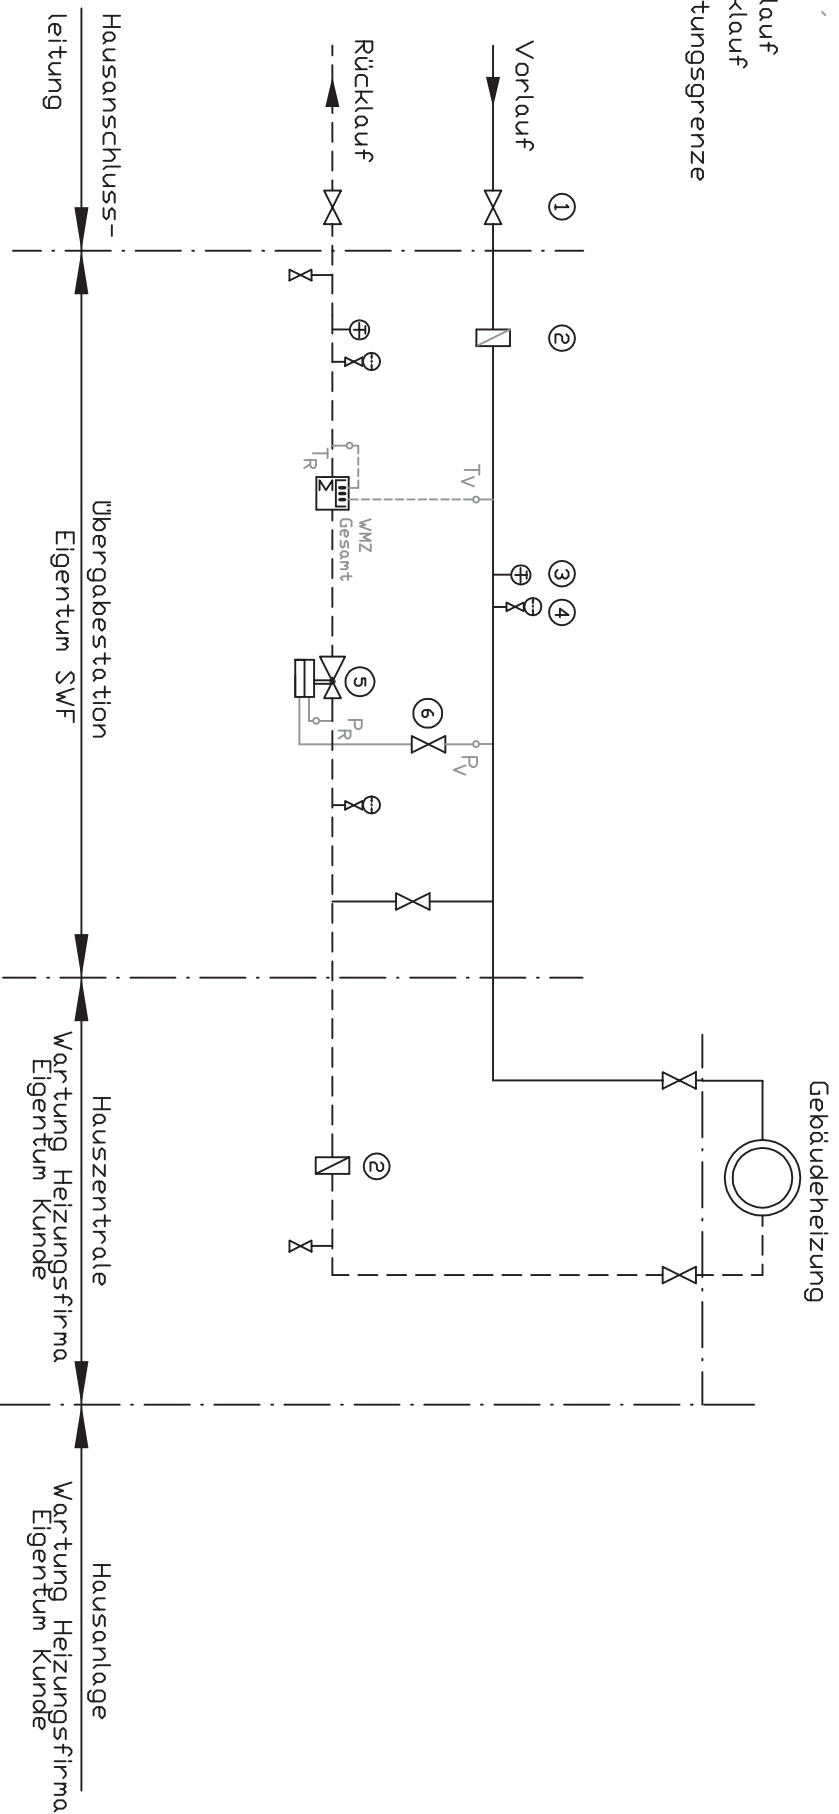 lauf
klauf
tungsgrenze
Gebäudeheizung
Vorlauf
1
2
3
4
TV
6
PV
2
Rücklauf
TR
WMZ
Gesamt
5
PR
Hausanschluss-
leitung
Übergabestation
Eigentum SWF
Hauszentrale
Wartung Heizungsfirma
Eigentum Kunde
Hausanlage
Wartung Heizungsfirma
Eigentum Kunde